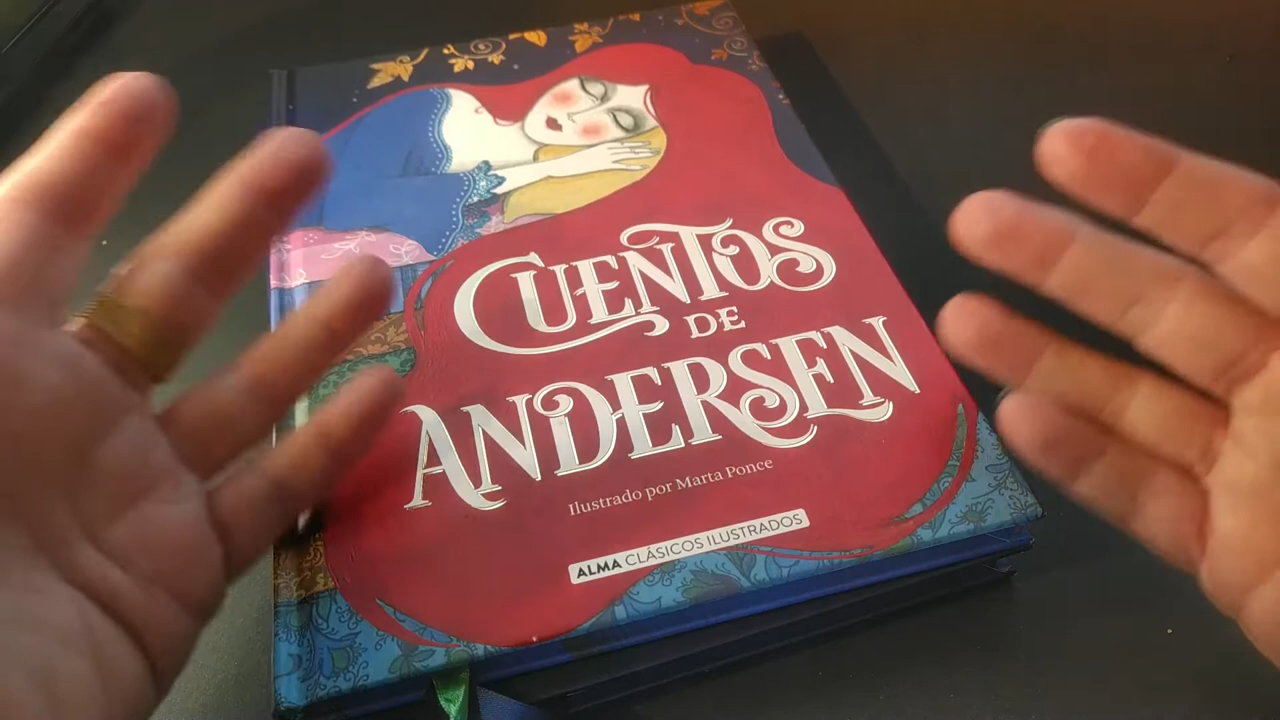 CUENTOS
DE
ANDERSEN
Ilustrado por Marta Ponce
ALMA CLÁSICOS ILUSTRADOS